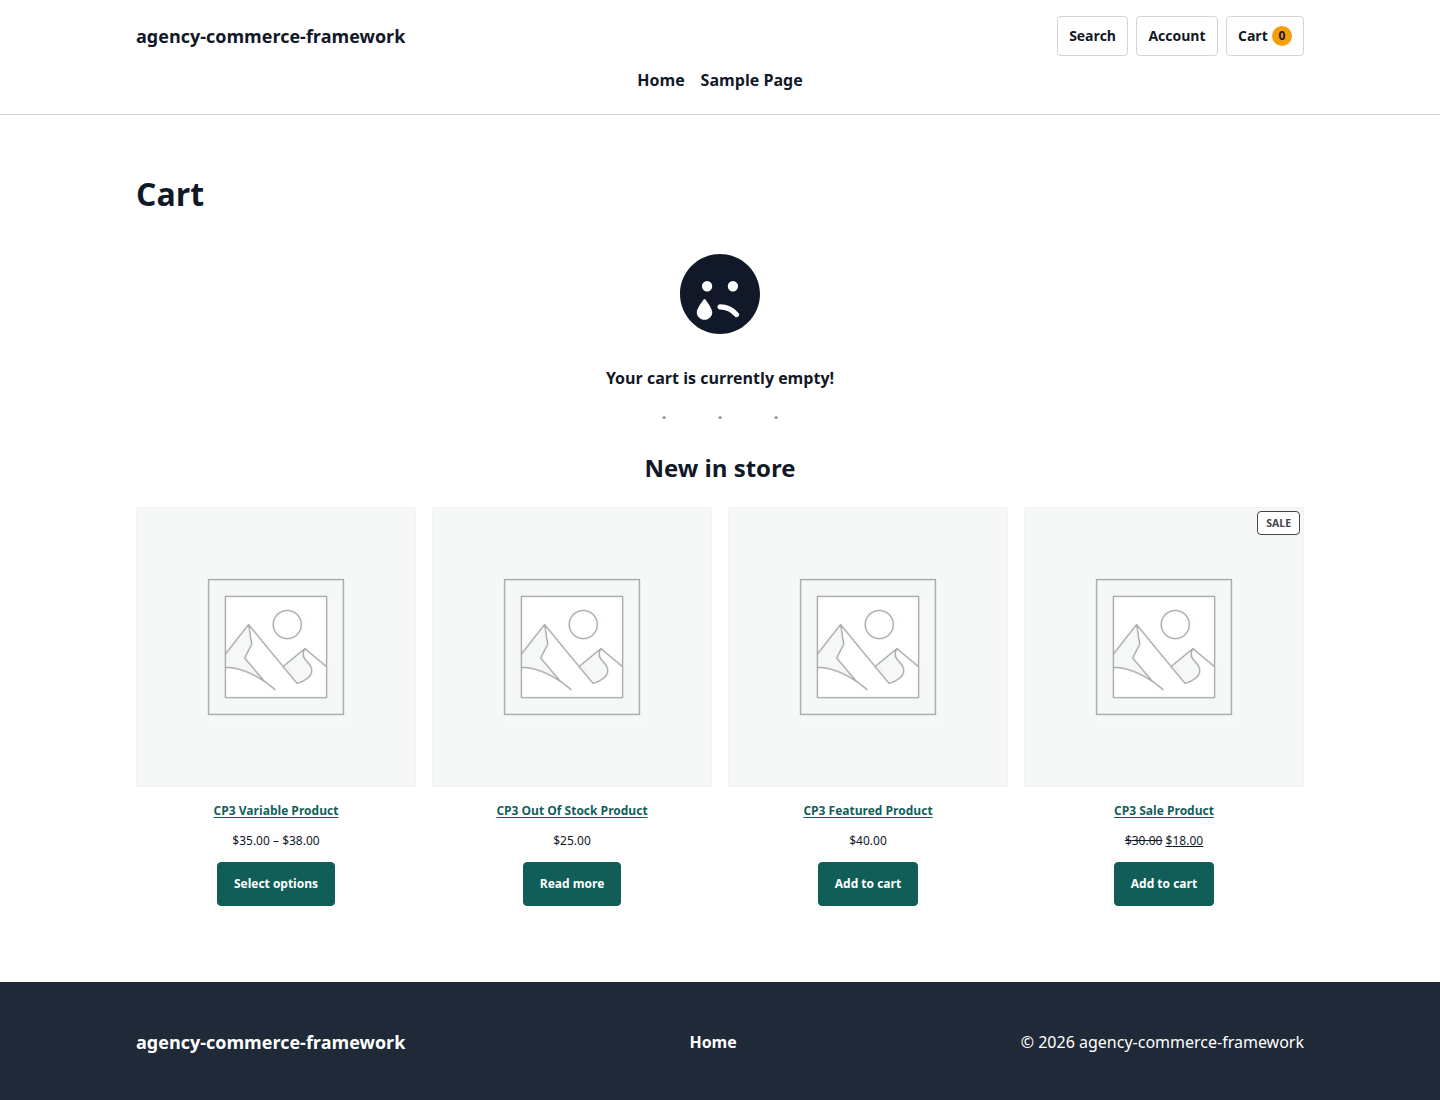 agency-commerce-framework
Search
Account
Cart 0
Home
Sample Page
Cart
Your cart is currently empty!
New in store
SALE
CP3 Variable Product
CP3 Out Of Stock Product
CP3 Featured Product
CP3 Sale Product
$35.00 – $38.00
$25.00
$40.00
$30.00 $18.00
Select options
Read more
Add to cart
Add to cart
agency-commerce-framework
Home
© 2026 agency-commerce-framework